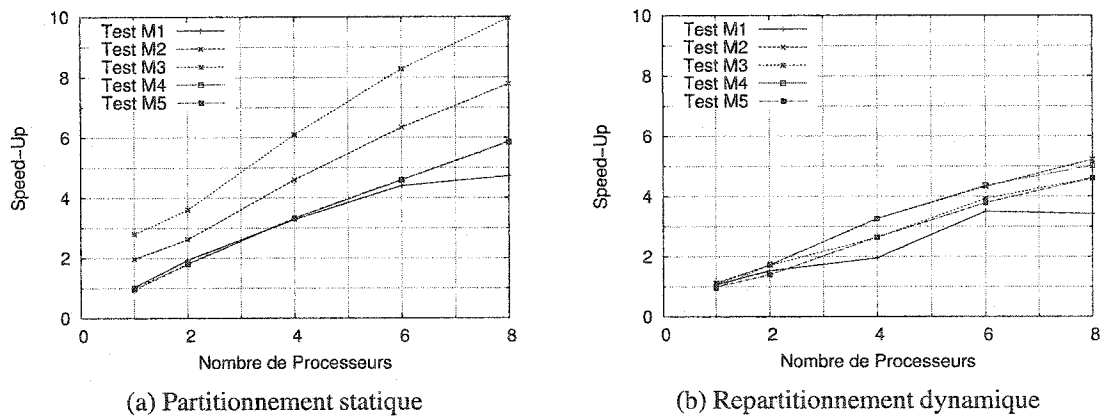 10
8
6
4
2
0
Speed-Up
Test M1
Test M2
Test M3
Test M4
Test M5
0 2 4 6 8
Nombre de Processeurs
(a) Partitionnement statique
10
8
6
4
2
0
Speed-Up
Test M1
Test M2
Test M3
Test M4
Test M5
0 2 4 6 8
Nombre de Processeurs
(b) Repartitionnement dynamique